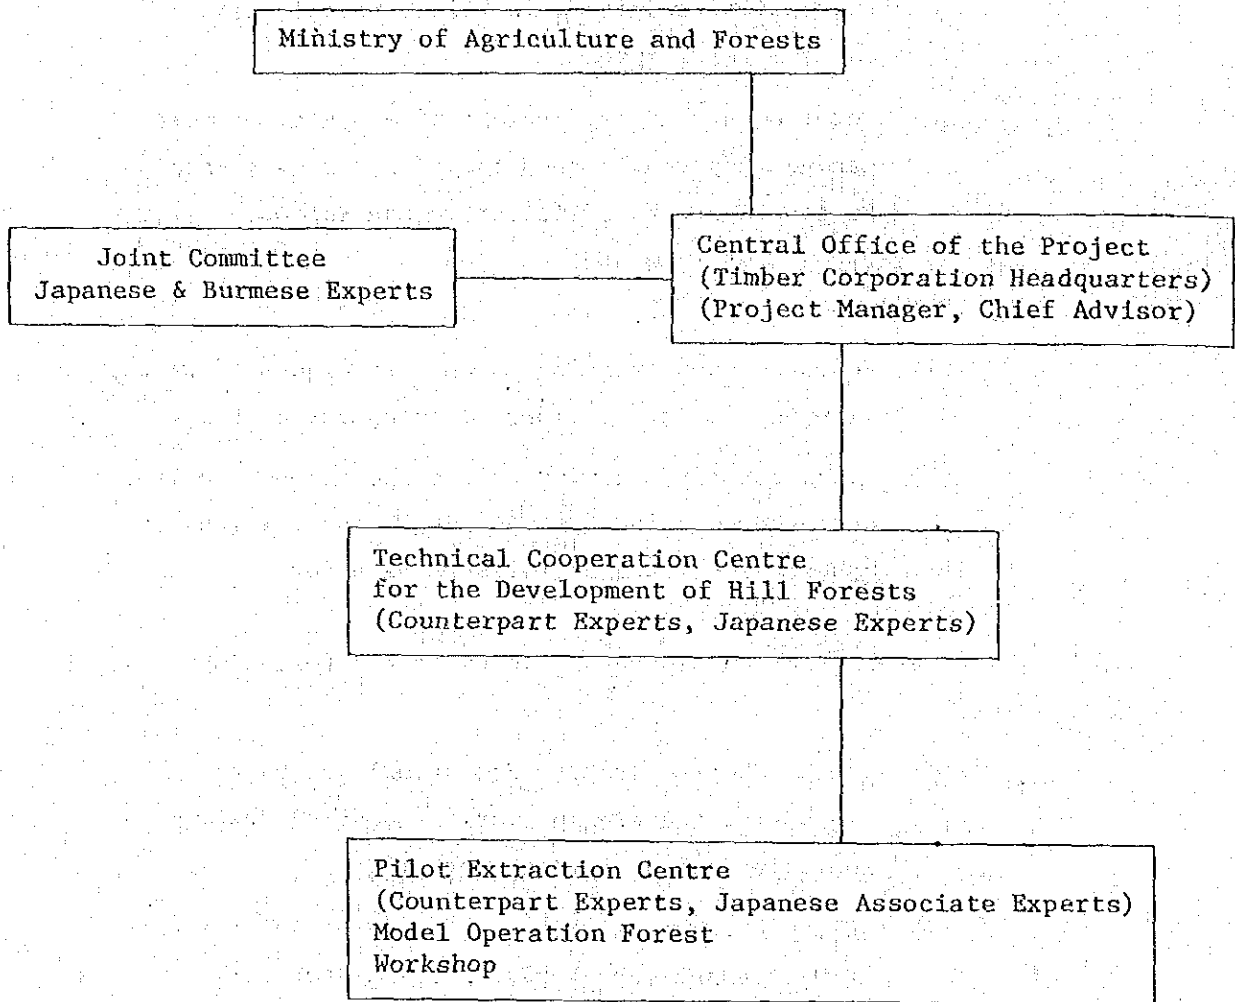 Ministry of Agriculture and Forests
Joint Committee
Japanese & Burmese Experts
Central Office of the Project
(Timber Corporation Headquarters)
(Project Manager, Chief Advisor)
Technical Cooperation Centre
for the Development of Hill Forests
(Counterpart Experts, Japanese Experts)
Pilot Extraction Centre
(Counterpart Experts, Japanese Associate Experts)
Model Operation Forest
Workshop